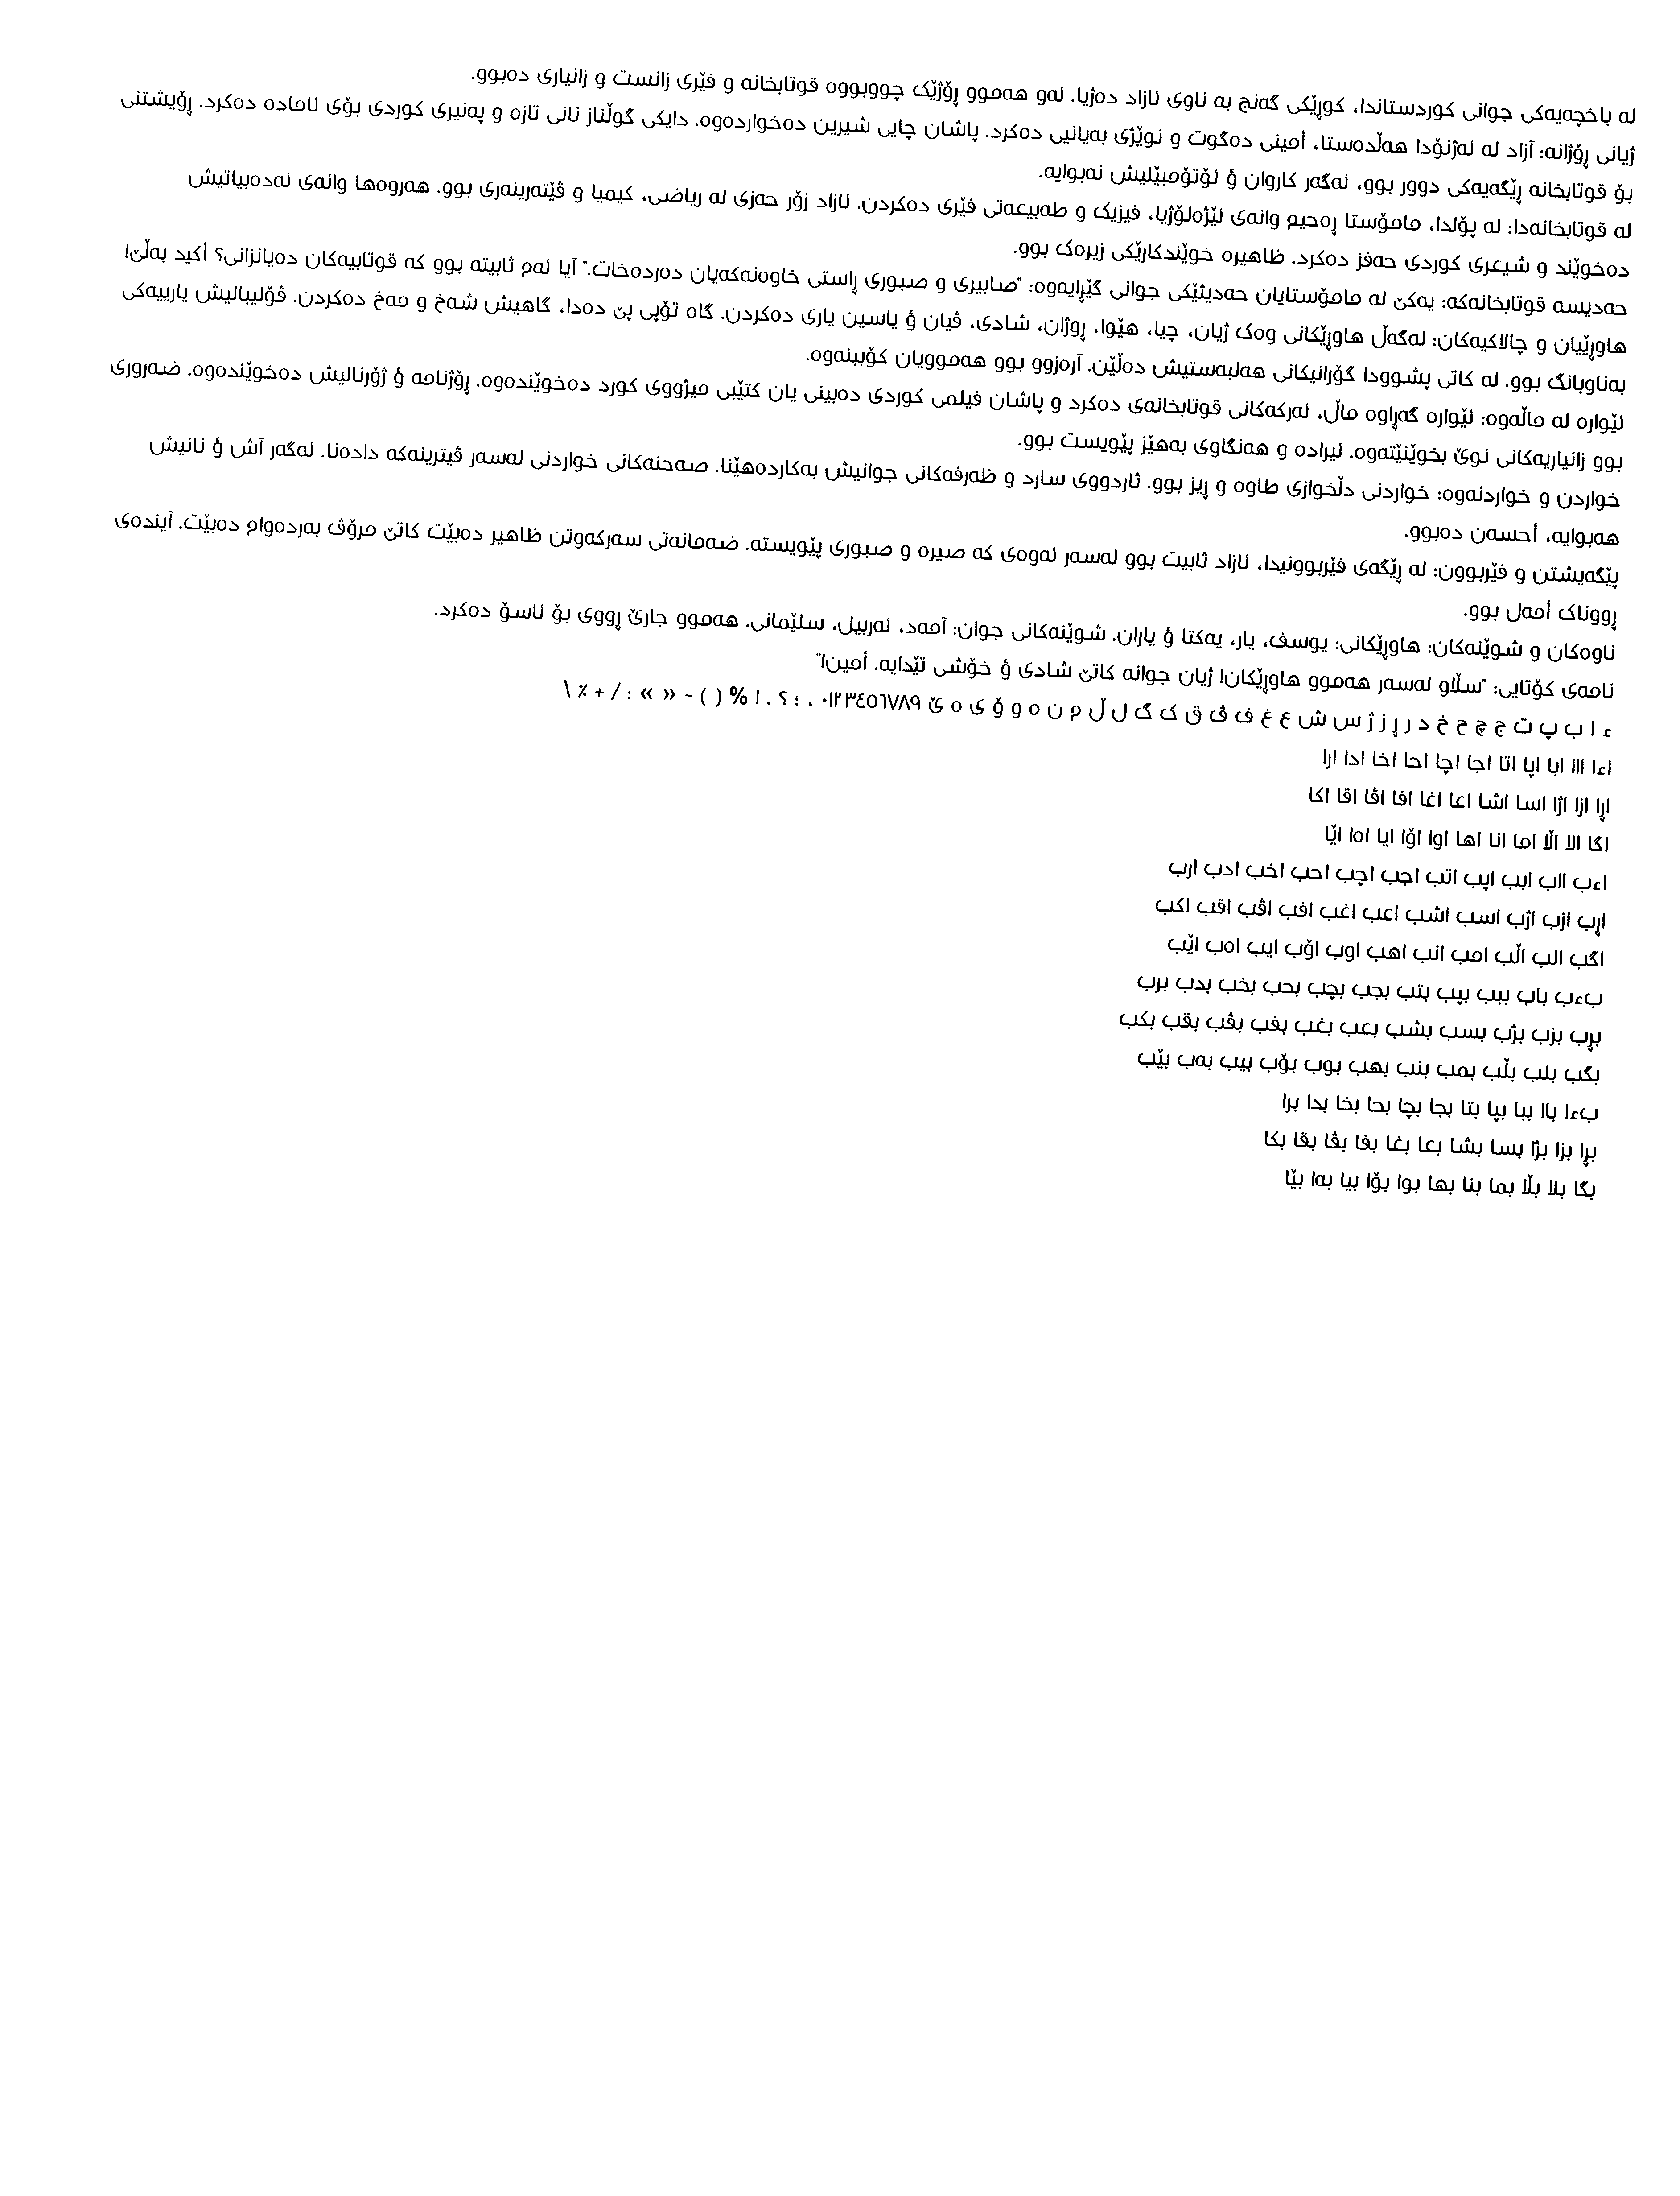 لە باخچەیەکی جوانی کوردستاندا، کوڕێکی گەنج بە ناوی ئازاد دەژیا. ئەو هەموو ڕۆژێک چووبووە قوتابخانە و فێری زانست و زانیاری دەبوو.
ژیانی ڕۆژانە: آزاد لە ئەژنۆدا هەڵدەستا، أمینی دەگوت و نوێژی بەیانیی دەکرد. پاشان چایی شیرین دەخواردەوە. دایکی گوڵناز نانی تازە و پەنیری کوردی بۆی ئامادە دەکرد. ڕۆیشتنی
بۆ قوتابخانە ڕێگەیەکی دوور بوو، ئەگەر کاروان ؤ ئۆتۆمبێلیش نەبوایە.
لە قوتابخانەدا: لە پۆلدا، مامۆستا ڕەحیم وانەی ئێژەلۆژیا، فیزیک و طەبیعەتی فێری دەکردن. ئازاد زۆر حەزی لە ریاضی، کیمیا و ڤێتەرینەری بوو. هەروەها وانەی ئەدەبیاتیش
دەخوێند و شیعری کوردی حەفز دەکرد. ظاهیرە خوێندکارێکی زیرەک بوو.
حەدیسە قوتابخانەکە: یەکێ لە مامۆستایان حەدیثێکی جوانی گێڕایەوە: "صابیری و صبوری ڕاستی خاوەنەکەیان دەردەخات." آیا ئەم ثابیتە بوو کە قوتابیەکان دەیانزانی؟ أکید بەڵێ!
هاوڕێیان و چالاکیەکان: لەگەڵ هاوڕێکانی وەک ژیان، چیا، هێوا، ڕوژان، شادی، ڤیان ؤ یاسین یاری دەکردن. گاە تۆپی پێ دەدا، گاهیش شەخ و مەخ دەکردن. ڤۆلیبالیش یارییەکی
بەناوبانگ بوو. لە کاتی پشوودا گۆرانیکانی هەلبەستیش دەڵێن. آرەزوو بوو هەموویان کۆببنەوە.
ئێوارە لە ماڵەوە: ئێوارە گەڕاوە ماڵ، ئەرکەکانی قوتابخانەی دەکرد و پاشان فیلمی کوردی دەبینی یان کتێبی میژووی کورد دەخوێندەوە. ڕۆژنامە ؤ ژۆرنالیش دەخوێندەوە. ضەروری
بوو زانیاریەکانی نوێ بخوێنێتەوە. ئیرادە و هەنگاوی بەهێز پێویست بوو.
خواردن و خواردنەوە: خواردنی دڵخوازی طاوە و ڕیز بوو. ثاردووی سارد و ظەرفەکانی جوانیش بەکاردەهێنا. صەحنەکانی خواردنی لەسەر ڤیترینەکە دادەنا. ئەگەر آش ؤ نانیش
هەبوایە، أحسەن دەبوو.
پێگەیشتن و فێربوون: لە ڕێگەی فێربوونیدا، ئازاد ثابیت بوو لەسەر ئەوەی کە صیرە و صبوری پێویستە. ضەمانەتی سەرکەوتن ظاهیر دەبێت کاتێ مرۆڤ بەردەوام دەبێت. آیندەی
ڕووناک أمەل بوو.
ناوەکان و شوێنەکان: هاوڕێکانی: یوسف، یار، یەکتا ؤ یاران. شوێنەکانی جوان: آمەد، ئەربیل، سلێمانی. هەموو جارێ ڕووی بۆ ئاسۆ دەکرد.
نامەی کۆتایی: "سڵاو لەسەر هەموو هاوڕێکان! ژیان جوانە کاتێ شادی ؤ خۆشی تێدایە. أمین!"
ء ا ب پ ت ج چ ح خ د ر ڕ ز ژ س ش ع غ ف ڤ ق ک گ ل ڵ م ن ه و ۆ ی ە ێ ٠١٢٣٤٥٦٧٨٩ ، ؛ ؟ . ! % ( ) - « » : / + ٪ \
اءا ااا ابا اپا اتا اجا اچا احا اخا ادا ارا
اڕا ازا اژا اسا اشا اعا اغا افا اڤا اقا اکا
اگا الا اڵا اما انا اها اوا اۆا ایا اەا اێا
اءب ااب ابب اپب اتب اجب اچب احب اخب ادب ارب
اڕب ازب اژب اسب اشب اعب اغب افب اڤب اقب اکب
اگب الب اڵب امب انب اهب اوب اۆب ایب اەب اێب
بءب باب ببب بپب بتب بجب بچب بحب بخب بدب برب
بڕب بزب بژب بسب بشب بعب بغب بفب بڤب بقب بکب
بگب بلب بڵب بمب بنب بهب بوب بۆب بیب بەب بێب
بءا باا ببا بپا بتا بجا بچا بحا بخا بدا برا
بڕا بزا بژا بسا بشا بعا بغا بفا بڤا بقا بکا
بگا بلا بڵا بما بنا بها بوا بۆا بیا بەا بێا